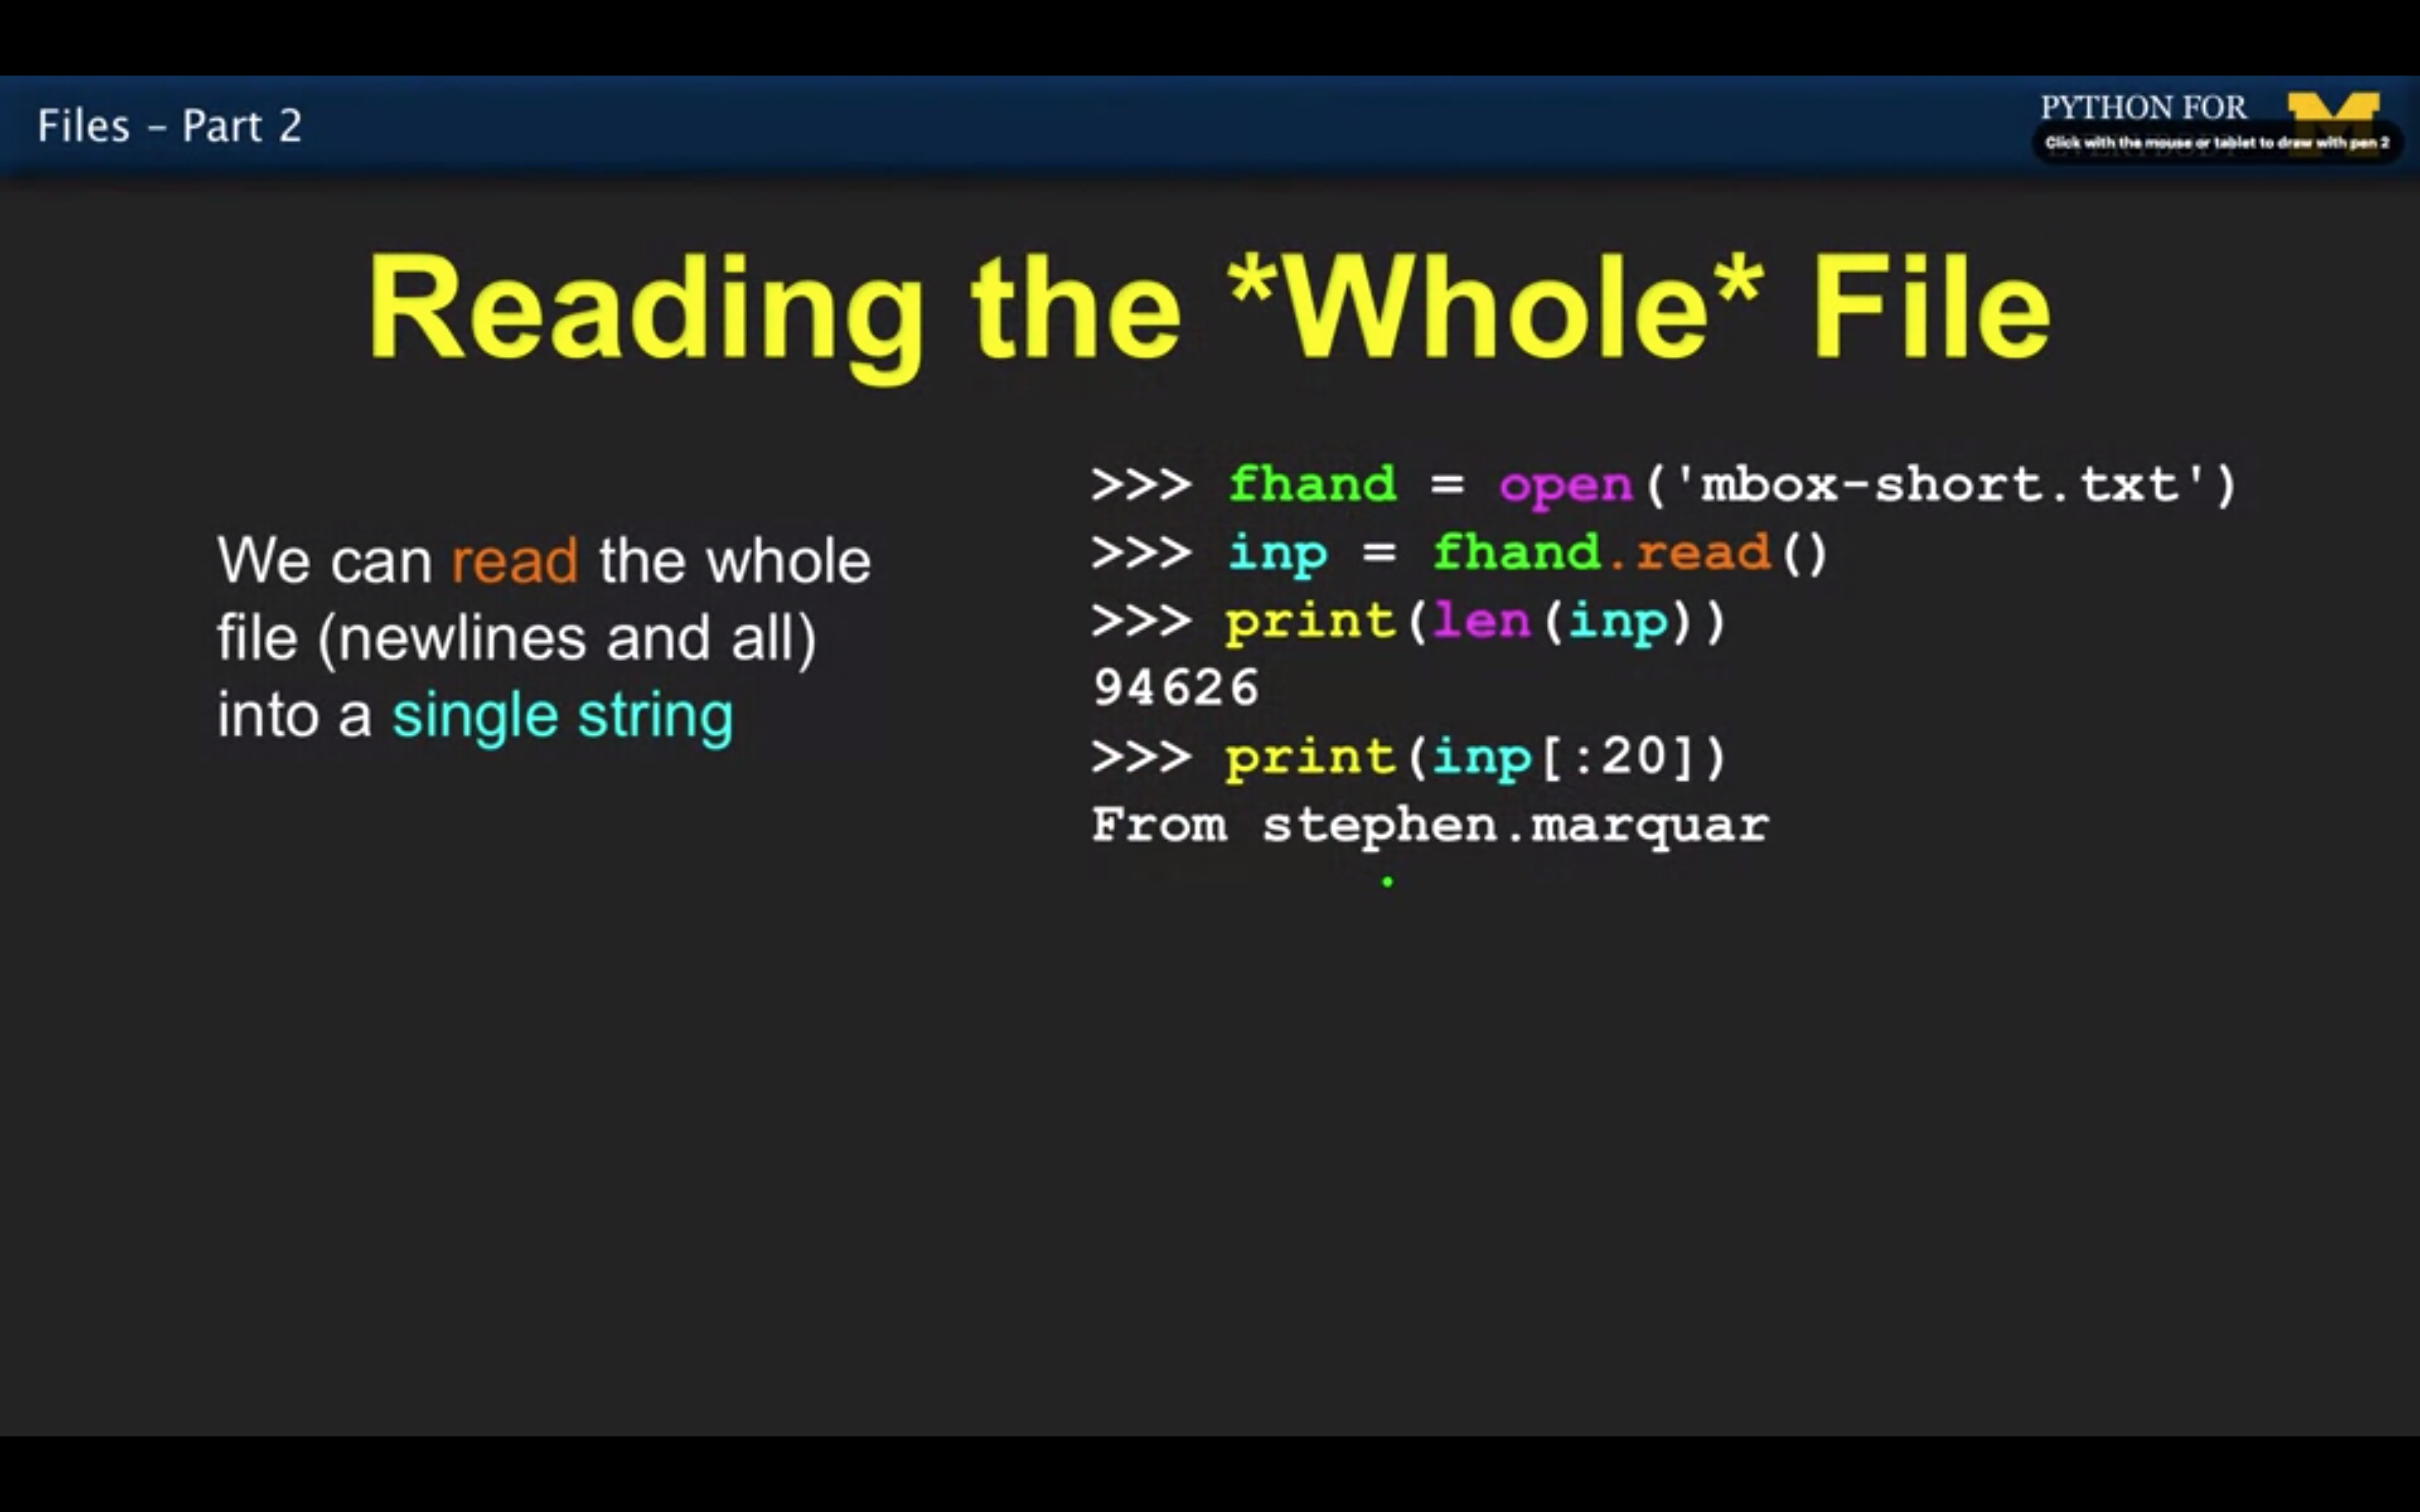 Files – Part 2
PYTHON FOR
Click with the mouse or tablet to draw with pen 2
Reading the *Whole* File
We can read the whole
file (newlines and all)
into a single string
>>> fhand = open('mbox-short.txt')
>>> inp = fhand.read()
>>> print(len(inp))
94626
>>> print(inp[:20])
From stephen.marquar